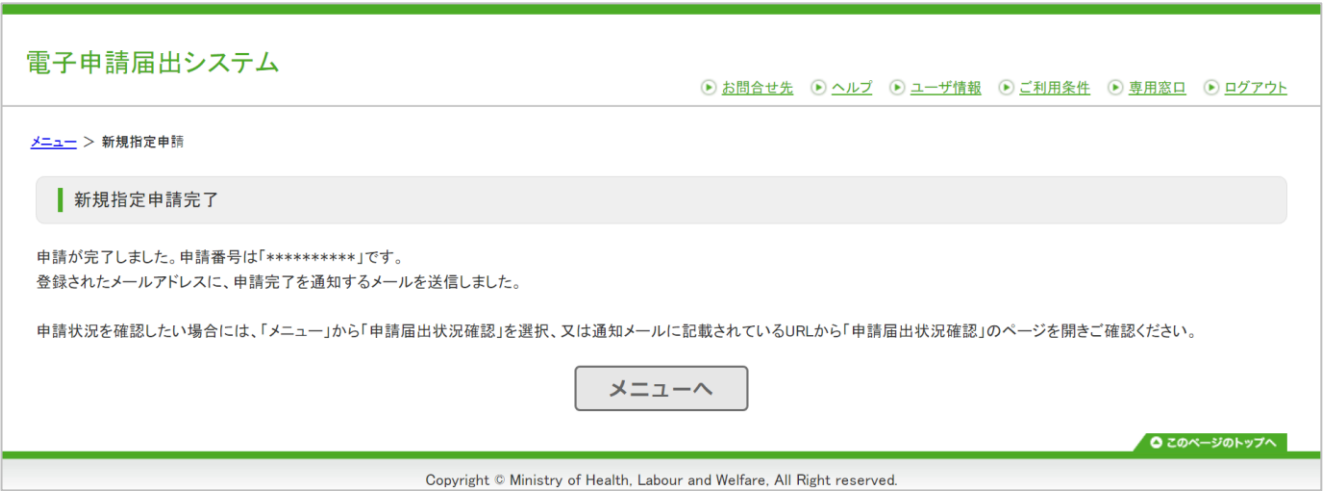 電子申請届出システム
お問合せ先 ヘルプ ユーザ情報 ご利用条件 専用窓口 ログアウト
メニュー ＞ 新規指定申請
新規指定申請完了
申請が完了しました。申請番号は「**********」です。
登録されたメールアドレスに、申請完了を通知するメールを送信しました。
申請状況を確認したい場合には、「メニュー」から「申請届出状況確認」を選択、又は通知メールに記載されているURLから「申請届出状況確認」のページを開きご確認ください。
メニューへ
このページのトップへ
Copyright © Ministry of Health, Labour and Welfare, All Right reserved.